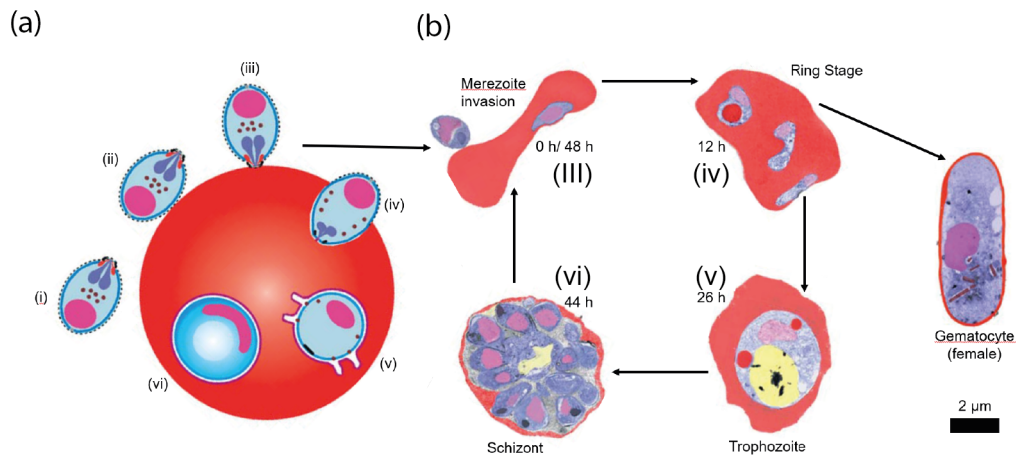 (a)
(b)
(i)
(ii)
(iii)
(iv)
(v)
(vi)
Merezoite
invasion
0 h/ 48 h
(III)
Ring Stage
12 h
(iv)
(v)
26 h
Trophozoite
(vi)
44 h
Schizont
Gematocyte
(female)
2 μm